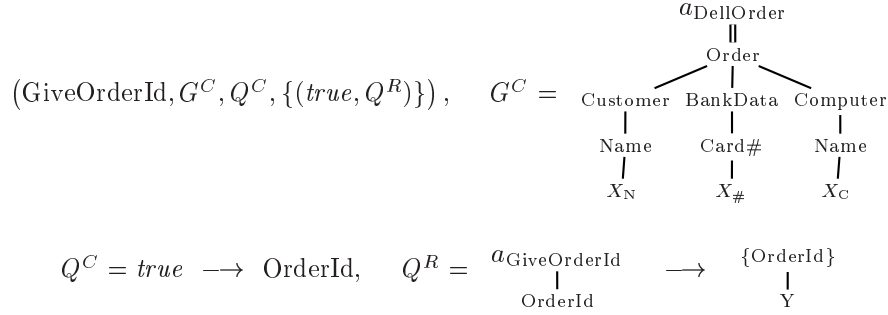 a_DellOrder
Order
(GiveOrderId, G^C, Q^C, {(true, Q^R)}), G^C =
Customer BankData Computer
Name Card# Name
X_N X_# X_C
Q^C = true ⟶ OrderId, Q^R = a_GiveOrderId ⟶ {OrderId}
OrderId Y